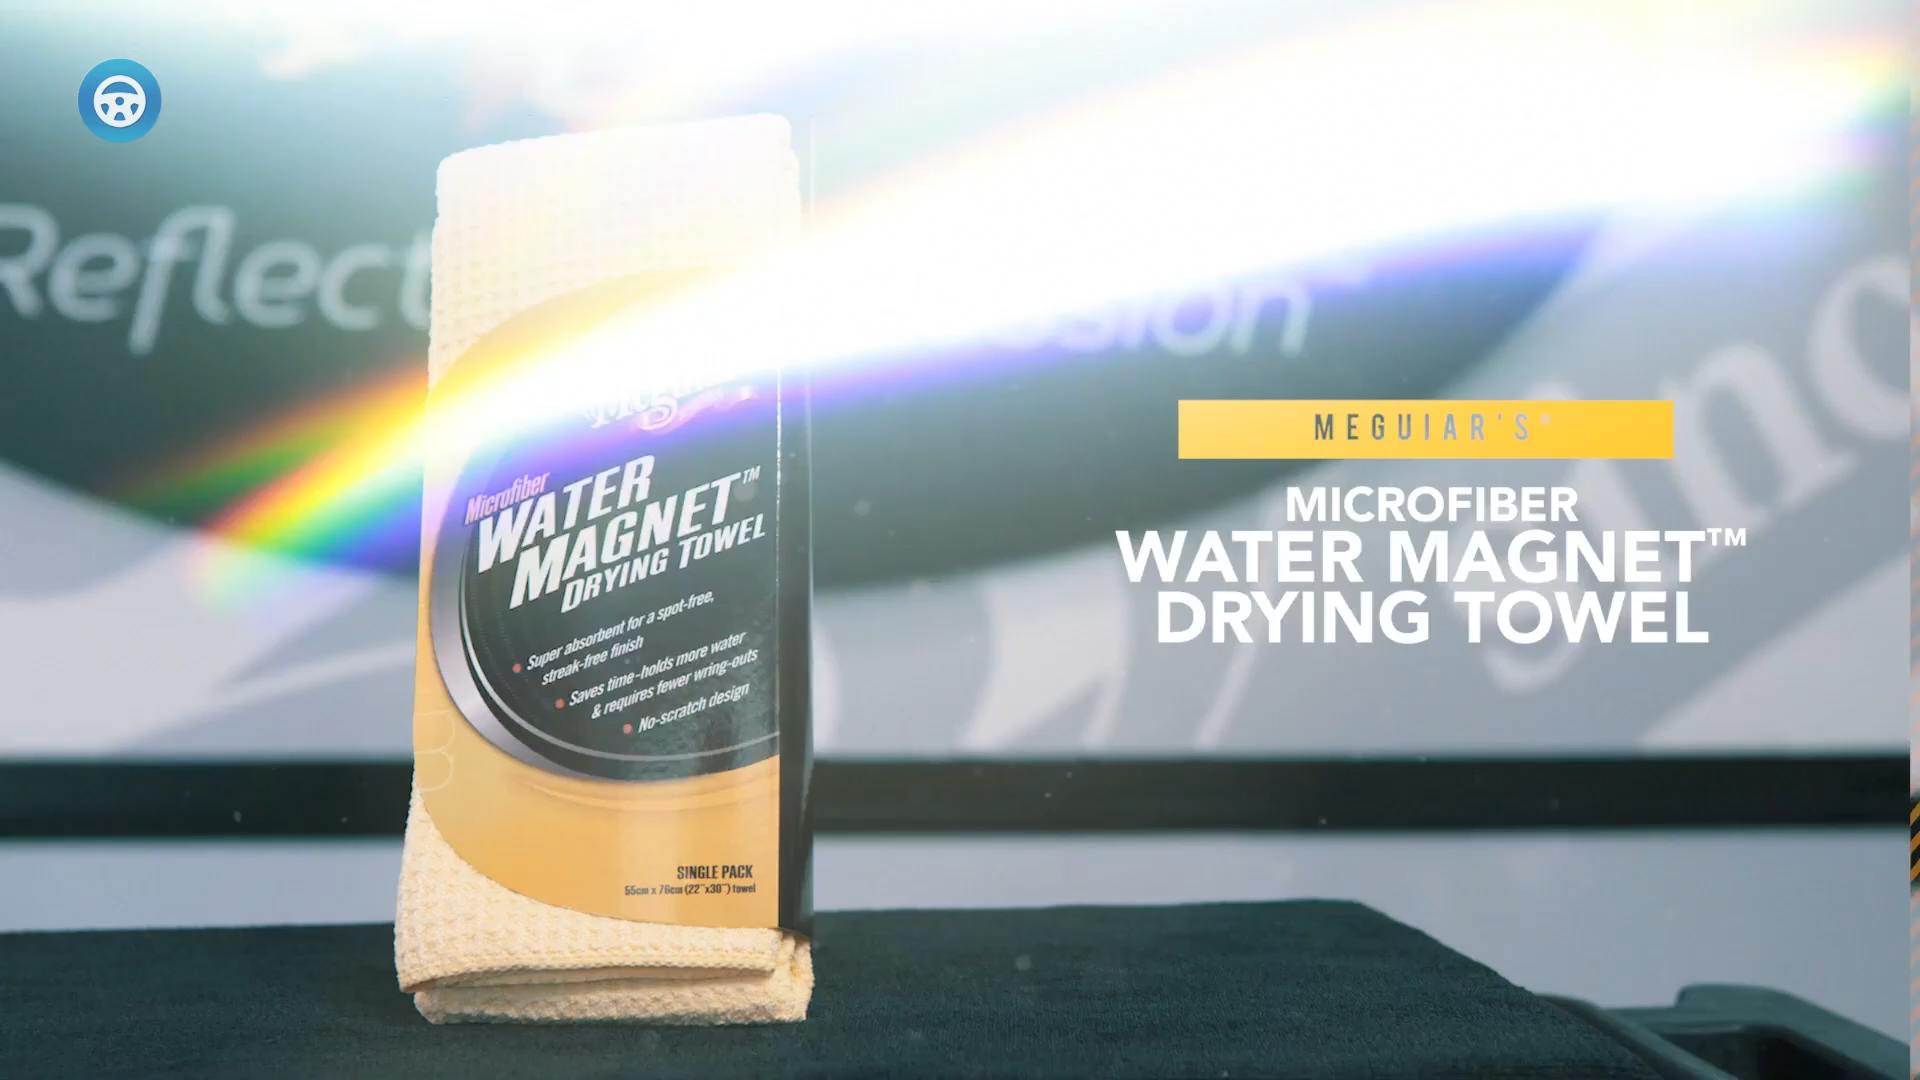 Reflect
Microfiber
WATER
MAGNET™
DRYING TOWEL
Super absorbent for a spot-free,
streak-free finish
Saves time-holds more water
& requires fewer wring-outs
No-scratch design
SINGLE PACK
55cm x 76cm (22"x30") towel
MEGUIAR'S®
MICROFIBER
WATER MAGNET™
DRYING TOWEL